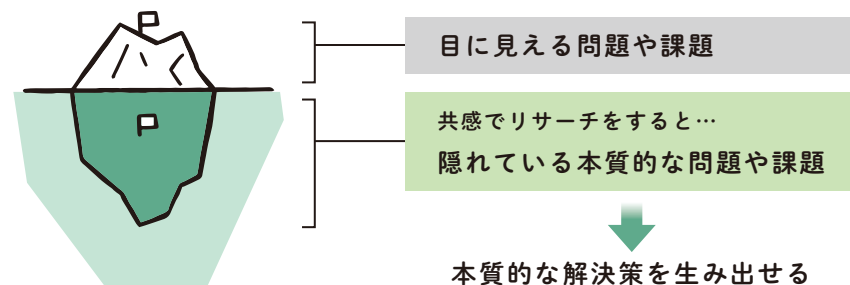 目に見える問題や課題
共感でリサーチをすると…
隠れている本質的な問題や課題
本質的な解決策を生み出せる